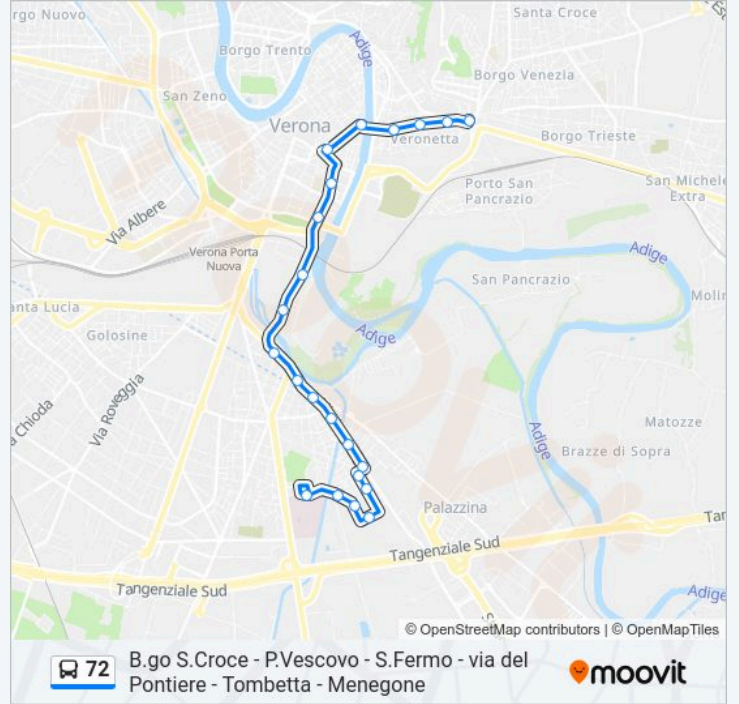 rgo Nuovo
Santa Croce
Borgo Trento
Adige
Borgo Venezia
San Zeno
Verona
Veronetta
Borgo Trieste
Porto San
Pancrazio
San Michele
Extra
Via Albere
Verona Porta
Nuova
Adige
San Pancrazio
anta Lucia
Golosine
Adige
Via Roveggia
a Chioda
Adige
Matozze
Brazze di Sopra
Palazzina
Tangenziale Sud
Tangenziale Sud
Adige
© OpenStreetMap contributors | © OpenMapTiles
72
B.go S.Croce - P.Vescovo - S.Fermo - via del
Pontiere - Tombetta - Menegone
moovit